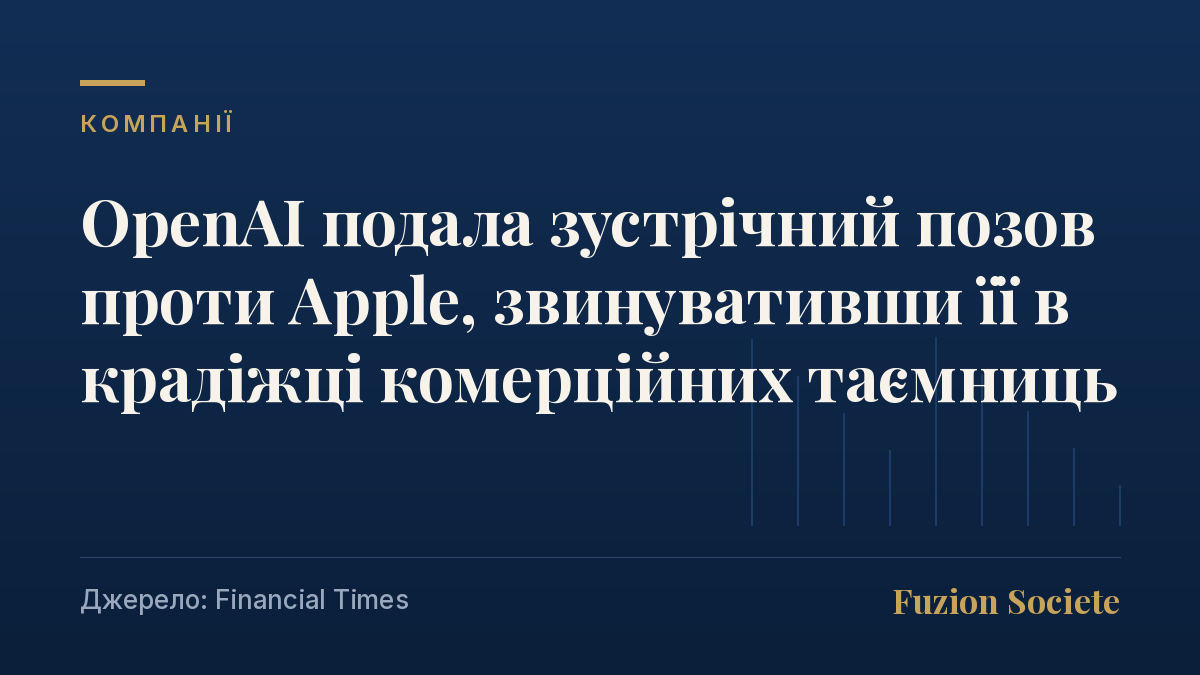 КОМПАНІЇ
OpenAI подала зустрічний позов
проти Apple, звинувативши її в
крадіжці комерційних таємниць
Джерело: Financial Times
Fuzion Societe